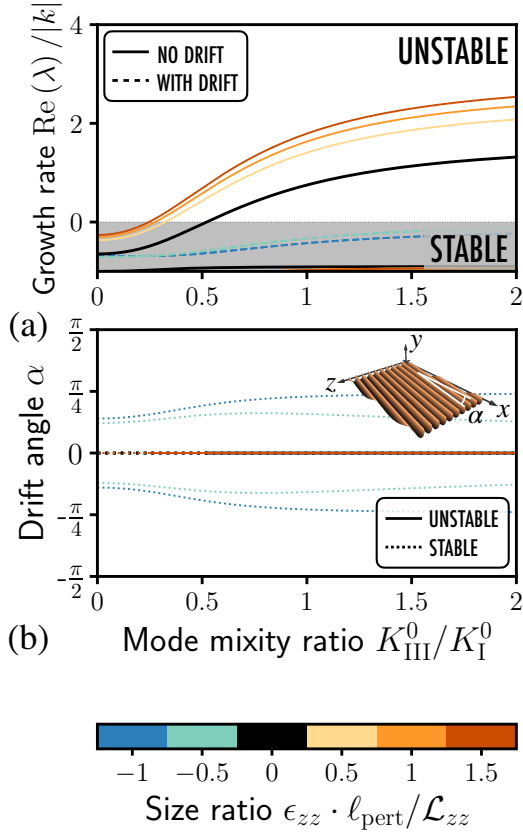 Growth rate Re (λ) / |k|
4
2
0
NO DRIFT
WITH DRIFT
UNSTABLE
STABLE
0 0.5 1 1.5 2
(a)
Drift angle α
π/2
π/4
0
-π/4
-π/2
y
z
x
α
UNSTABLE
STABLE
0 0.5 1 1.5 2
(b)
Mode mixity ratio K⁰_III/K⁰_I
−1 −0.5 0 0.5 1 1.5
Size ratio ϵ_zz · ℓ_pert/ℒ_zz